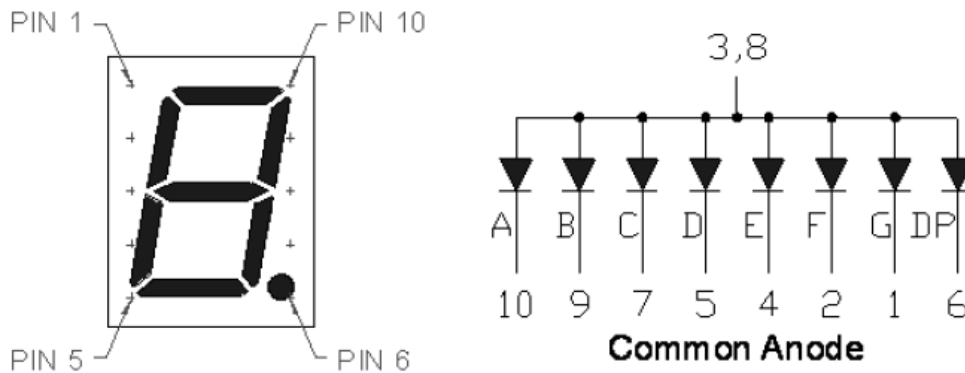 PIN 1
PIN 10
PIN 5
PIN 6
3,8
A B C D E F G DP
10 9 7 5 4 2 1 6
Common Anode